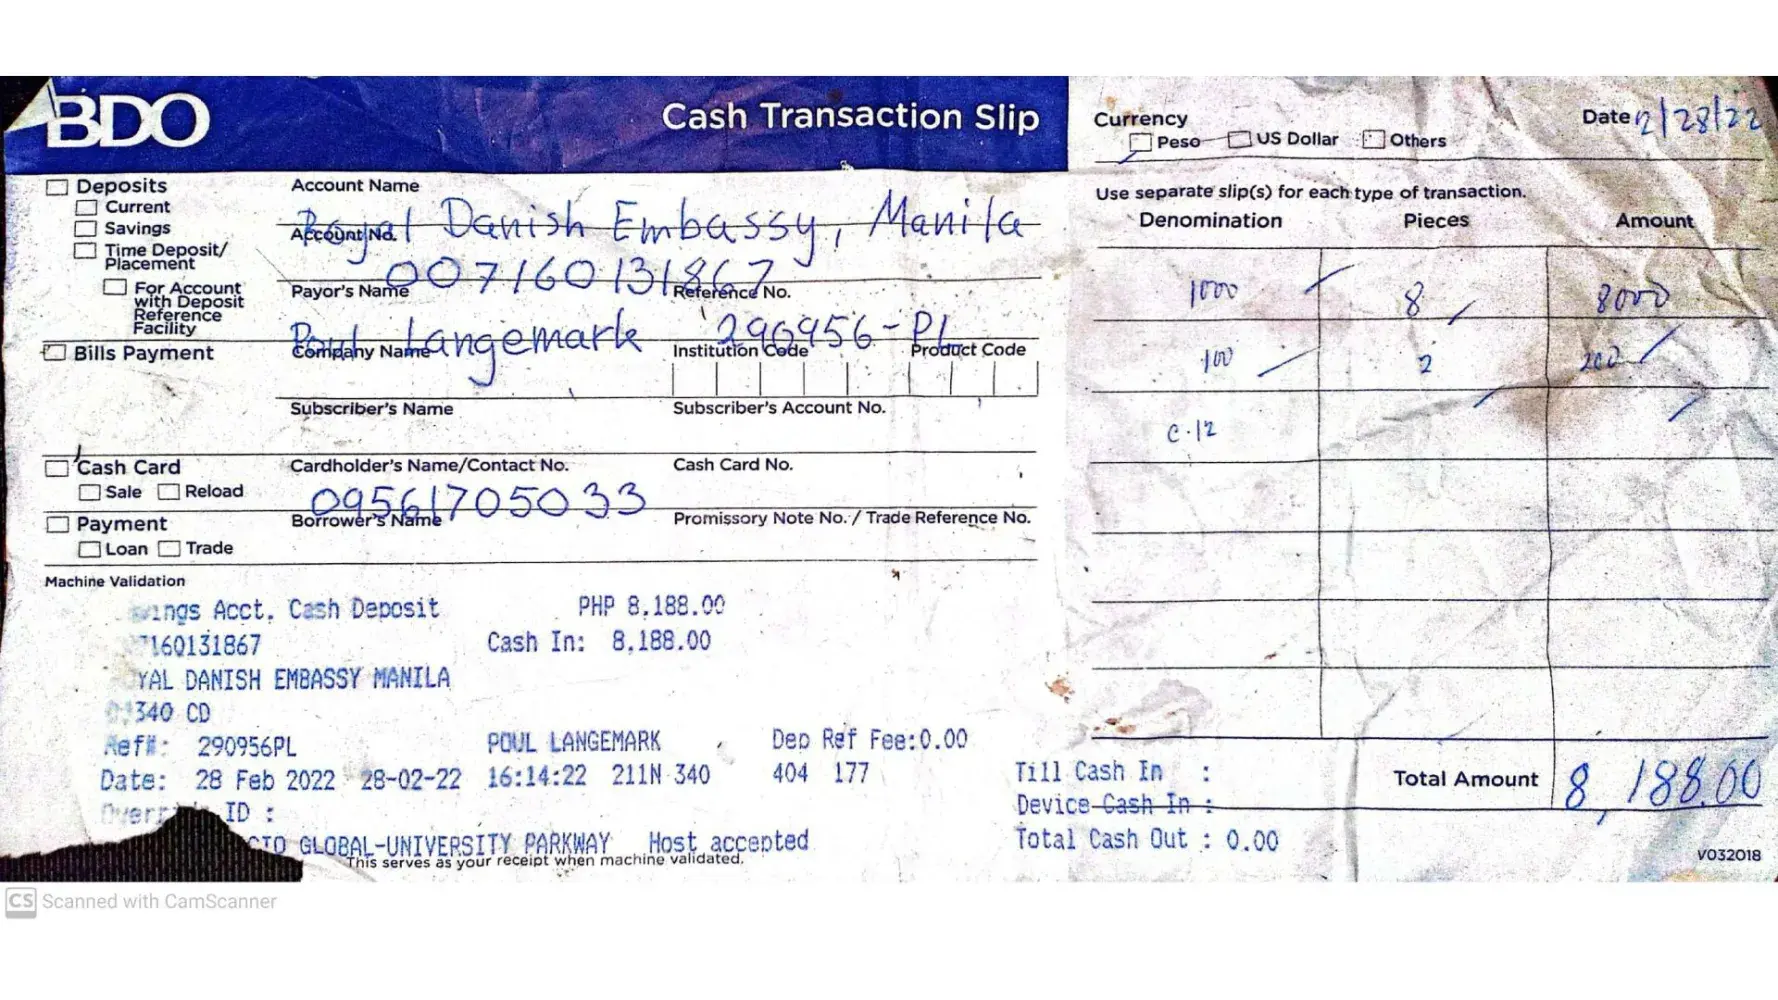 BDO
Cash Transaction Slip
Currency
Peso US Dollar Others
Date 2/28/22
Deposits
Current
Savings
Time Deposit/
Placement
For Account
with Deposit
Reference
Facility
Bills Payment
Account Name
Royal Danish Embassy, Manila
Account No.
007160131867
Payor's Name
Poul Langemark
Reference No.
290956-PL
Company Name
Institution Code
Product Code
Subscriber's Name
Subscriber's Account No.
Cash Card
Sale Reload
Cardholder's Name/Contact No.
09561705033
Cash Card No.
Payment
Loan Trade
Borrower's Name
Promissory Note No. / Trade Reference No.
Use separate slip(s) for each type of transaction.
Denomination Pieces Amount
1000 8 8000
100 2 200
C-12
Total Amount 8,188.00
Machine Validation
ings Acct. Cash Deposit PHP 8,188.00
160131867 Cash In: 8,188.00
YAL DANISH EMBASSY MANILA
340 CD
Ref#: 290956PL POUL LANGEMARK Dep Ref Fee:0.00
Date: 28 Feb 2022 28-02-22 16:14:22 211N 340 404 177
ID :
GLOBAL-UNIVERSITY PARKWAY Host accepted
Till Cash In :
Device Cash In :
Total Cash Out : 0.00
This serves as your receipt when machine validated.
V032018
CS Scanned with CamScanner